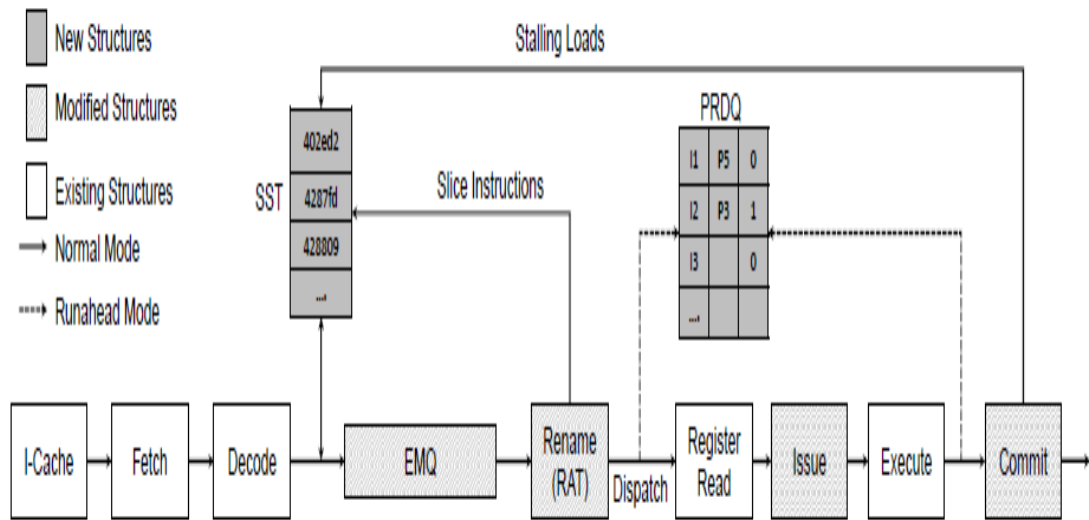 New Structures
Modified Structures
Existing Structures
Normal Mode
Runahead Mode
Stalling Loads
SST
402ed2
4287fd
428809
....
Slice Instructions
PRDQ
I1 P5 0
I2 P3 1
I3 0
....
I-Cache
Fetch
Decode
EMQ
Rename
(RAT)
Dispatch
Register
Read
Issue
Execute
Commit